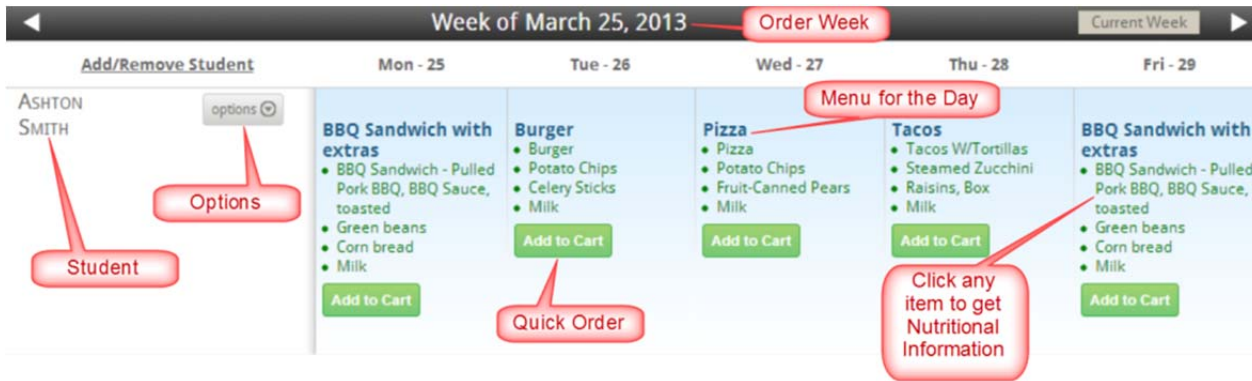 Week of March 25, 2013
Order Week
Current Week
Add/Remove Student
Mon - 25
Tue - 26
Wed - 27
Thu - 28
Fri - 29
ASHTON
SMITH
options
Options
Student
BBQ Sandwich with
extras
• BBQ Sandwich - Pulled
Pork BBQ, BBQ Sauce,
toasted
• Green beans
• Corn bread
• Milk
Add to Cart
Burger
• Burger
• Potato Chips
• Celery Sticks
• Milk
Add to Cart
Quick Order
Menu for the Day
Pizza
• Pizza
• Potato Chips
• Fruit-Canned Pears
• Milk
Add to Cart
Tacos
• Tacos W/Tortillas
• Steamed Zucchini
• Raisins, Box
• Milk
Add to Cart
Click any
item to get
Nutritional
Information
BBQ Sandwich with
extras
• BBQ Sandwich - Pulled
Pork BBQ, BBQ Sauce,
toasted
• Green beans
• Corn bread
• Milk
Add to Cart